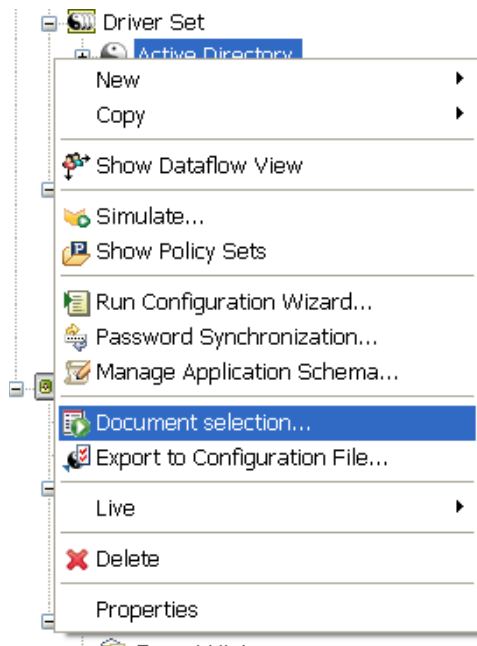 Driver Set
Active Directory
New
Copy
Show Dataflow View
Simulate...
Show Policy Sets
Run Configuration Wizard...
Password Synchronization...
Manage Application Schema...
Document selection...
Export to Configuration File...
Live
Delete
Properties